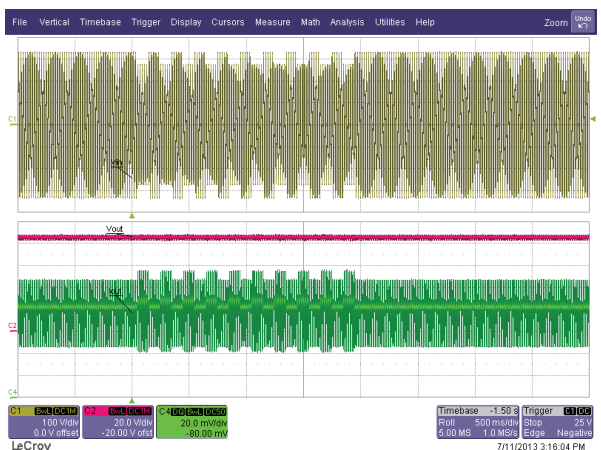 File Vertical Timebase Trigger Display Cursors Measure Math Analysis Utilities Help Zoom Undo
C1
Vin
Vout
Iout
C2
C4
C1 BwL DC1M
100 V/div
0.0 V offset
C2 BwL DC1M
20.0 V/div
-20.00 V ofst
C4 BwL DC50
20.0 mV/div
-80.00 mV
Timebase -1.50 s
Roll 500 ms/div
5.00 MS 1.0 MS/s
Trigger C1 DC
Stop 25 V
Edge Negative
LeCroy
7/11/2013 3:16:04 PM